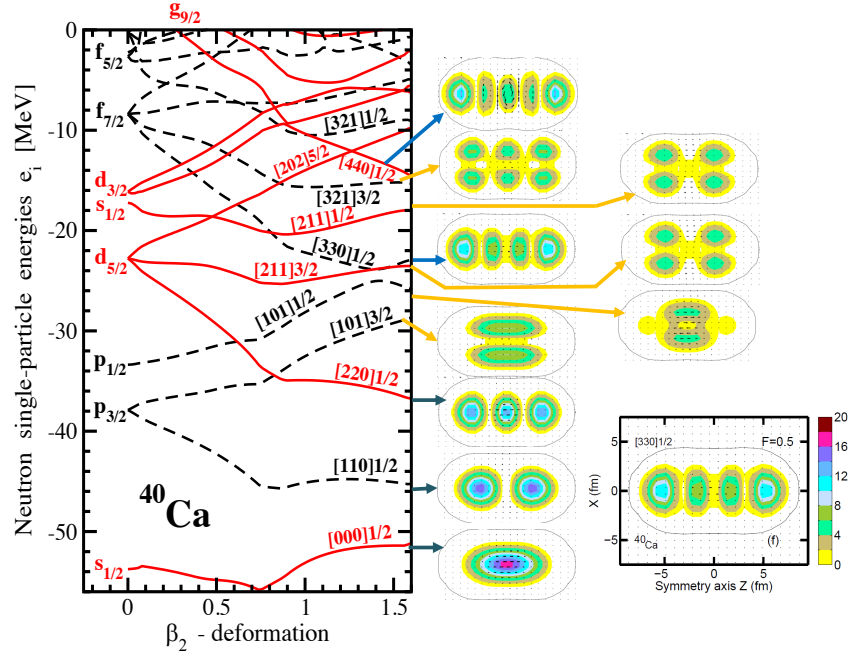 g9/2
0
f5/2
f7/2
-10
[321]1/2
[202]5/2
[440]1/2
d3/2
[321]3/2
s1/2
-20
[211]1/2
[330]1/2
d5/2
[211]3/2
[101]1/2
-30
[101]3/2
p1/2
[220]1/2
p3/2
-40
[110]1/2
40Ca
-50
[000]1/2
s1/2
0 0.5 1 1.5
β2 - deformation
Neutron single-particle energies ei [MeV]
[330]1/2 F=0.5
5
0
-5
X (fm)
40Ca (f)
-5 0 5
Symmetry axis Z (fm)
20
18
16
12
8
4
0